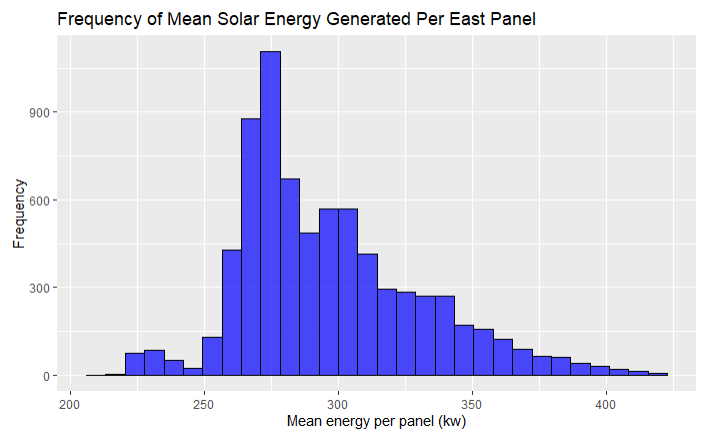 Frequency of Mean Solar Energy Generated Per East Panel
Frequency
900
600
300
0
200 250 300 350 400
Mean energy per panel (kw)